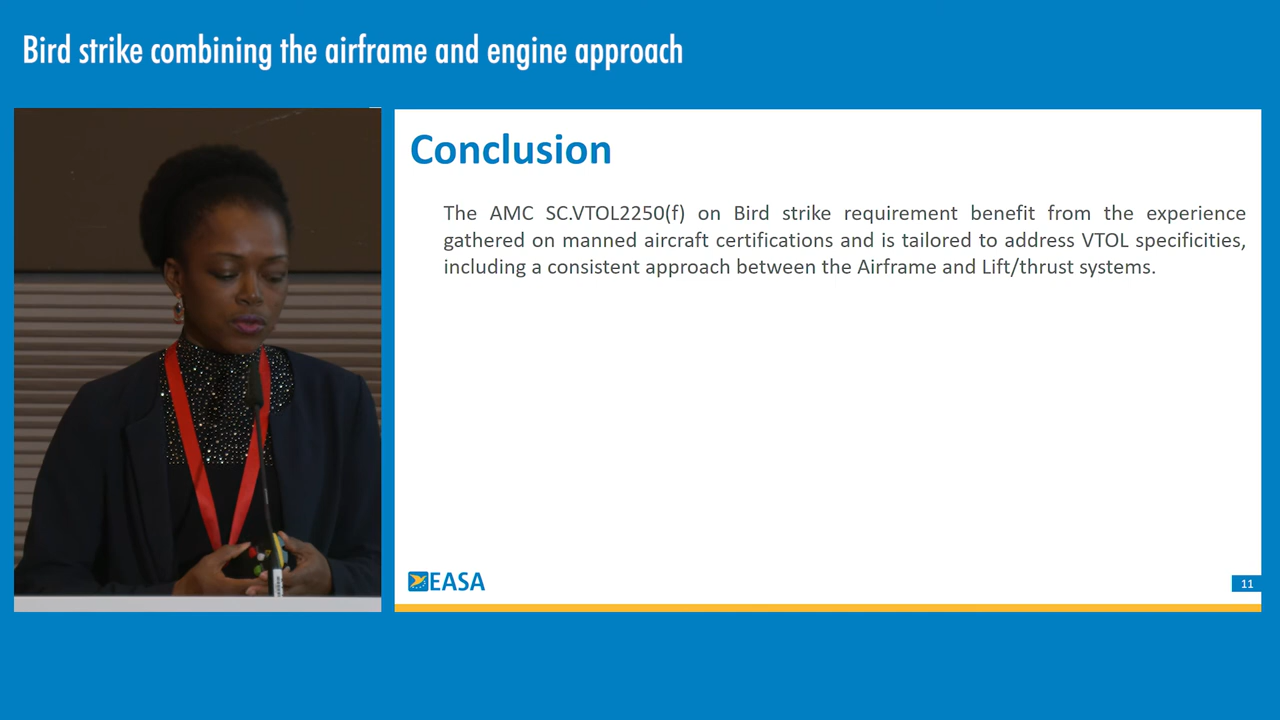 Bird strike combining the airframe and engine approach
Conclusion
The AMC SC.VTOL2250(f) on Bird strike requirement benefit from the experience
gathered on manned aircraft certifications and is tailored to address VTOL specificities,
including a consistent approach between the Airframe and Lift/thrust systems.
EASA
11